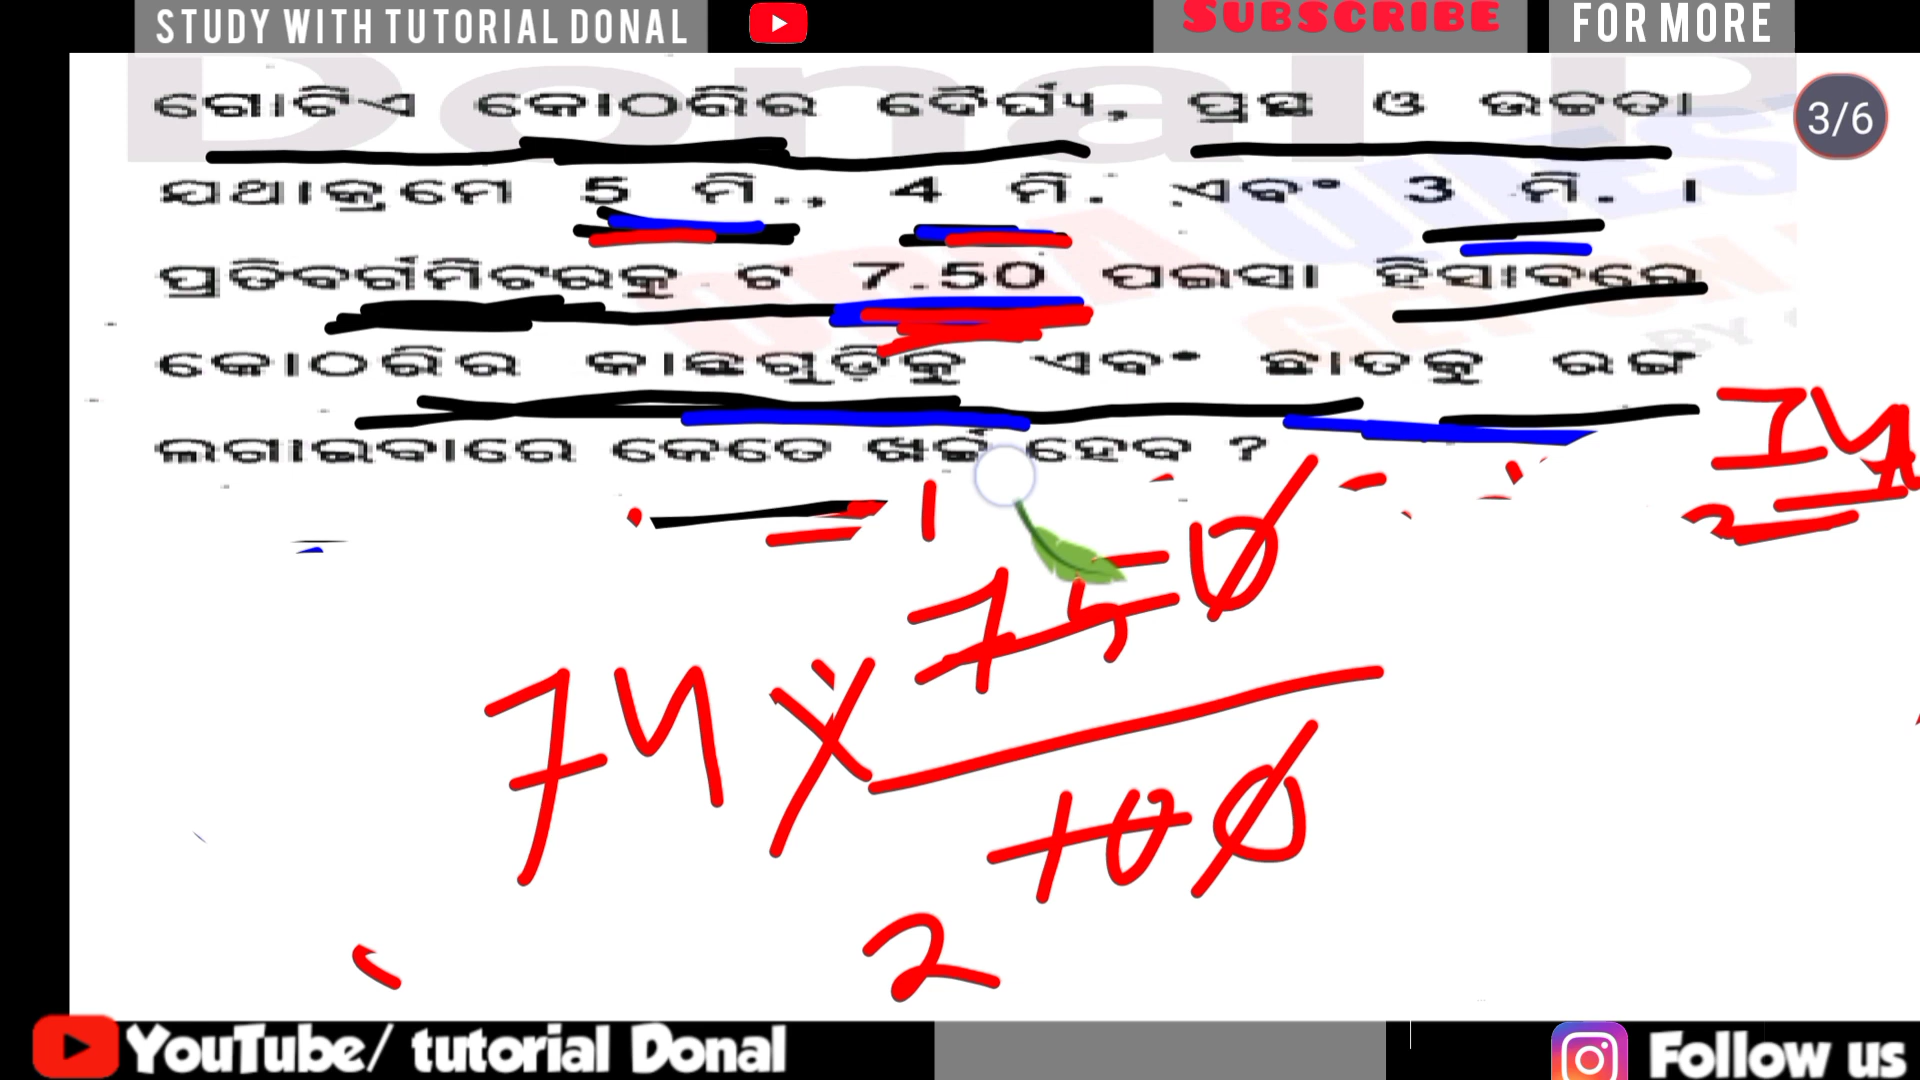 STUDY WITH TUTORIAL DONAL SUBSCRIBE FOR MORE
ଗୋଟିଏ କୋଠରିର ଦୈର୍ଘ୍ୟ, ପ୍ରସ୍ଥ ଓ ଉଚ୍ଚତା
3/6
ଯଥାକ୍ରମେ 5 ମି., 4 ମି. ଏବଂ 3 ମି. ।
ପ୍ରତିବର୍ଗମିଟରକୁ ଟ 7.50 ପଇସା ହିସାବରେ
କୋଠରିର କାନ୍ଥଗୁଡ଼ିକୁ ଏବଂ ଛାତକୁ ରଙ୍ଗ
ଲଗାଇବାରେ କେତେ ଖର୍ଚ୍ଚ ହେବ ?
74 x 750
100
2
YouTube/ tutorial Donal Follow us